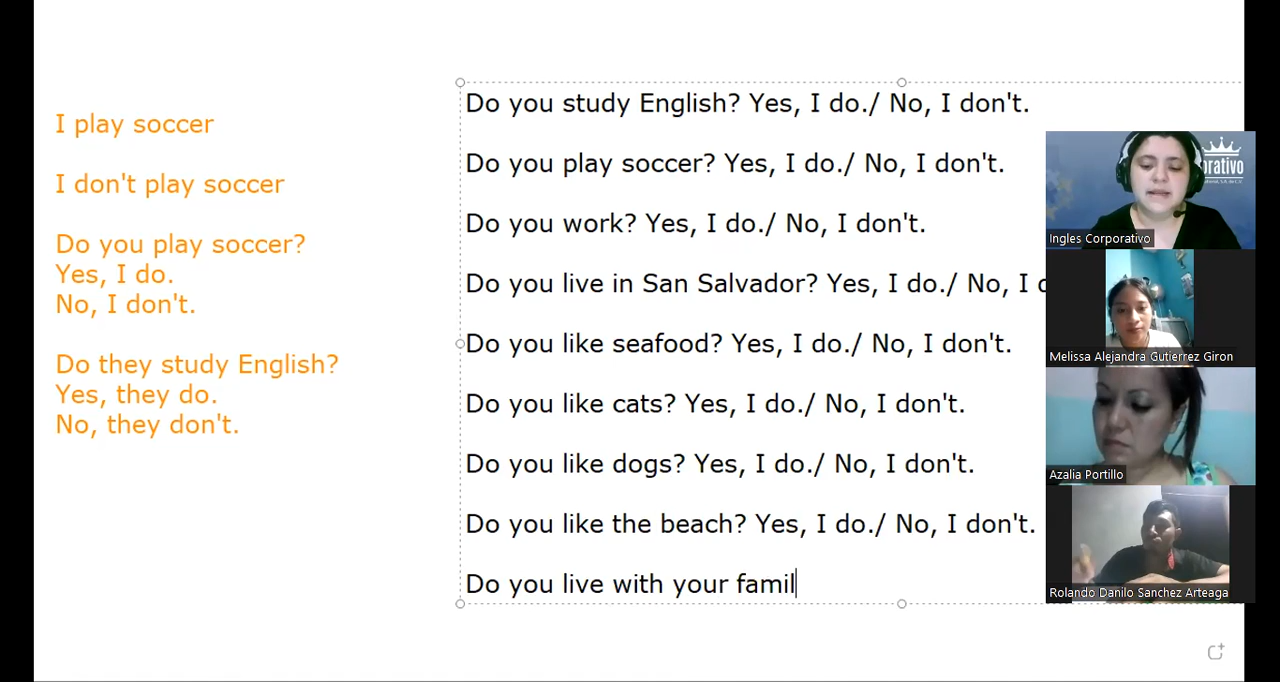 I play soccer
I don't play soccer
Do you play soccer?
Yes, I do.
No, I don't.
Do they study English?
Yes, they do.
No, they don't.
Do you study English? Yes, I do./ No, I don't.
Do you play soccer? Yes, I do./ No, I don't.
Do you work? Yes, I do./ No, I don't.
Do you live in San Salvador? Yes, I do./ No, I
Do you like seafood? Yes, I do./ No, I don't.
Do you like cats? Yes, I do./ No, I don't.
Do you like dogs? Yes, I do./ No, I don't.
Do you like the beach? Yes, I do./ No, I don't.
Do you live with your famil
orativo
Ingles Corporativo
Melissa Alejandra Gutierrez Giron
Azalia Portillo
Rolando Danilo Sanchez Arteaga